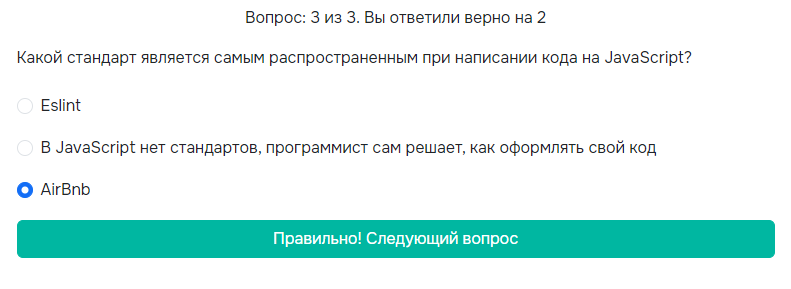 Вопрос: 3 из 3. Вы ответили верно на 2
Какой стандарт является самым распространенным при написании кода на JavaScript?
Eslint
В JavaScript нет стандартов, программист сам решает, как оформлять свой код
AirBnb
Правильно! Следующий вопрос